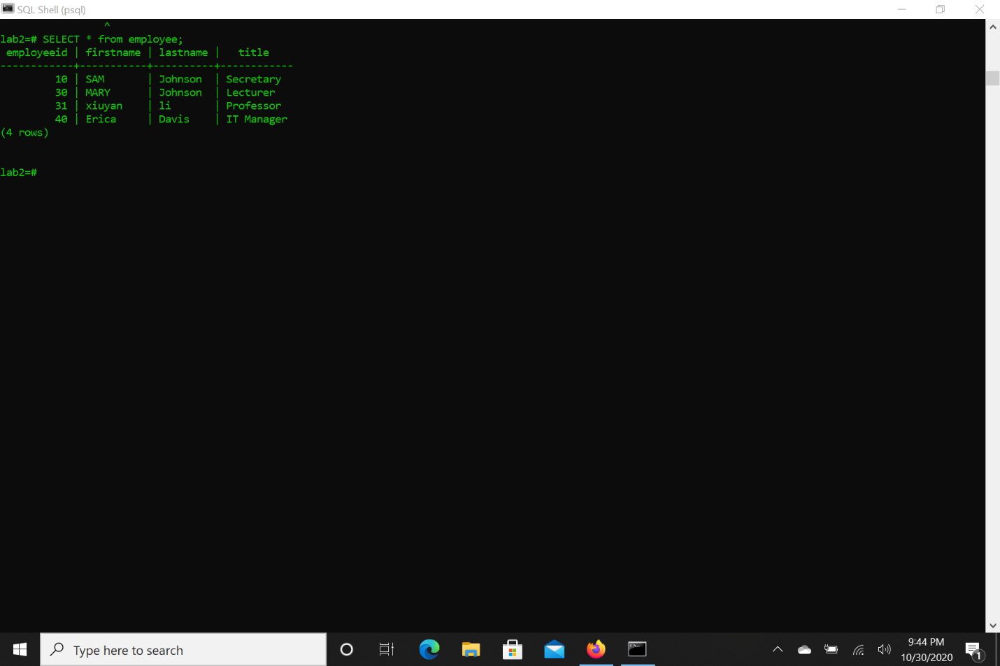 SQL Shell (psql)
^
lab2=# SELECT * from employee;
employeeid | firstname | lastname | title
------------+-----------+----------+------------
10 | SAM | Johnson | Secretary
30 | MARY | Johnson | Lecturer
31 | xiuyan | li | Professor
40 | Erica | Davis | IT Manager
(4 rows)
lab2=#
Type here to search
9:44 PM
10/30/2020
1